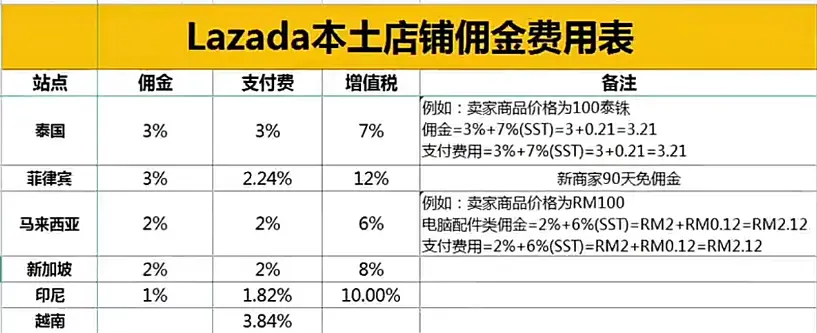 Lazada本土店铺佣金费用表
站点 佣金 支付费 增值税 备注
泰国 3% 3% 7% 例如：卖家商品价格为100泰铢
佣金=3%+7%(SST)=3+0.21=3.21
支付费用=3%+7%(SST)=3+0.21=3.21
菲律宾 3% 2.24% 12% 新商家90天免佣金
马来西亚 2% 2% 6% 例如：卖家商品价格为RM100
电脑配件类佣金=2%+6%(SST)=RM2+RM0.12=RM2.12
支付费用=2%+6%(SST)=RM2+RM0.12=RM2.12
新加坡 2% 2% 8%
印尼 1% 1.82% 10.00%
越南 3.84%